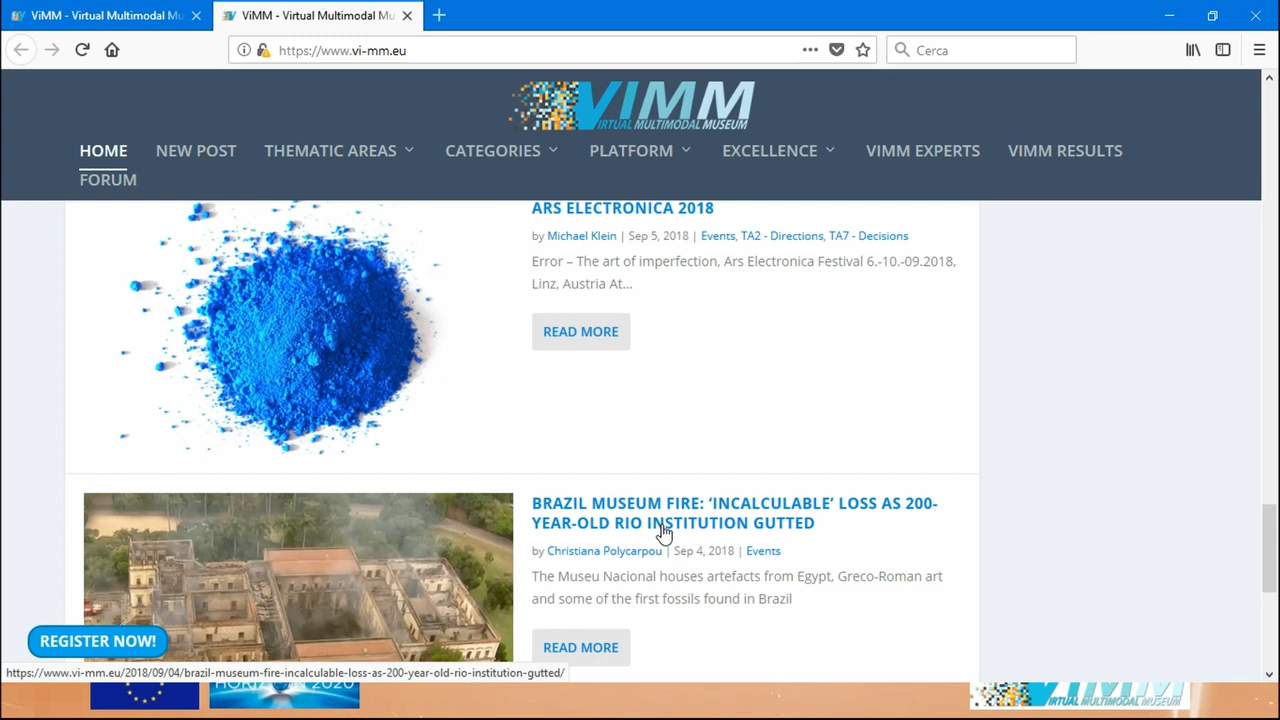 ViMM - Virtual Multimodal Mu
ViMM - Virtual Multimodal Mu
https://www.vi-mm.eu
Cerca
VIMM
VIRTUAL MULTIMODAL MUSEUM
HOME NEW POST THEMATIC AREAS CATEGORIES PLATFORM EXCELLENCE VIMM EXPERTS VIMM RESULTS
FORUM
ARS ELECTRONICA 2018
by Michael Klein | Sep 5, 2018 | Events, TA2 - Directions, TA7 - Decisions
Error – The art of imperfection, Ars Electronica Festival 6.-10.-09.2018,
Linz, Austria At...
READ MORE
BRAZIL MUSEUM FIRE: ‘INCALCULABLE’ LOSS AS 200-
YEAR-OLD RIO INSTITUTION GUTTED
by Christiana Polycarpou | Sep 4, 2018 | Events
The Museu Nacional houses artefacts from Egypt, Greco-Roman art
and some of the first fossils found in Brazil
READ MORE
REGISTER NOW!
https://www.vi-mm.eu/2018/09/04/brazil-museum-fire-incalculable-loss-as-200-year-old-rio-institution-gutted/
HORIZON 2020
VIRTUAL MULTIMODAL MUSEUM